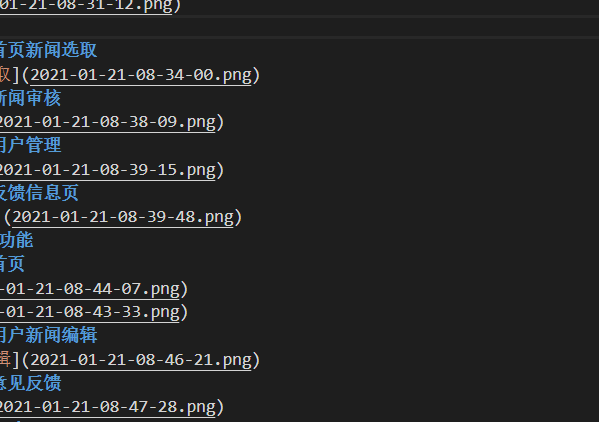 01-21-08-31-12.png)
首页新闻选取
取](2021-01-21-08-34-00.png)
新闻审核
2021-01-21-08-38-09.png)
用户管理
2021-01-21-08-39-15.png)
反馈信息页
(2021-01-21-08-39-48.png)
功能
首页
-01-21-08-44-07.png)
-01-21-08-43-33.png)
用户新闻编辑
辑](2021-01-21-08-46-21.png)
意见反馈
2021-01-21-08-47-28.png)